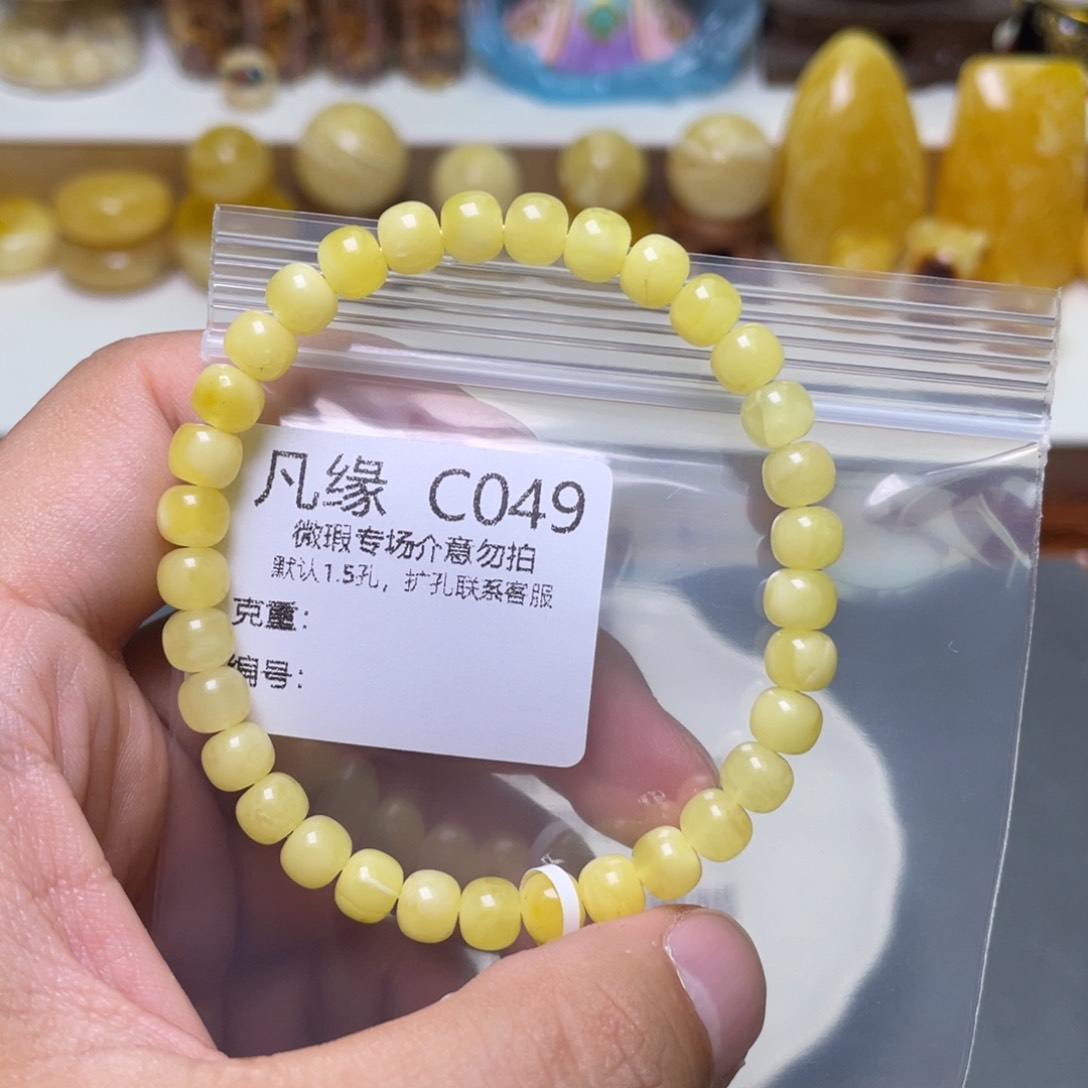 凡缘 C049
微瑕专场介意勿拍
默认1.5孔，扩孔联系客服
克重：
编号：